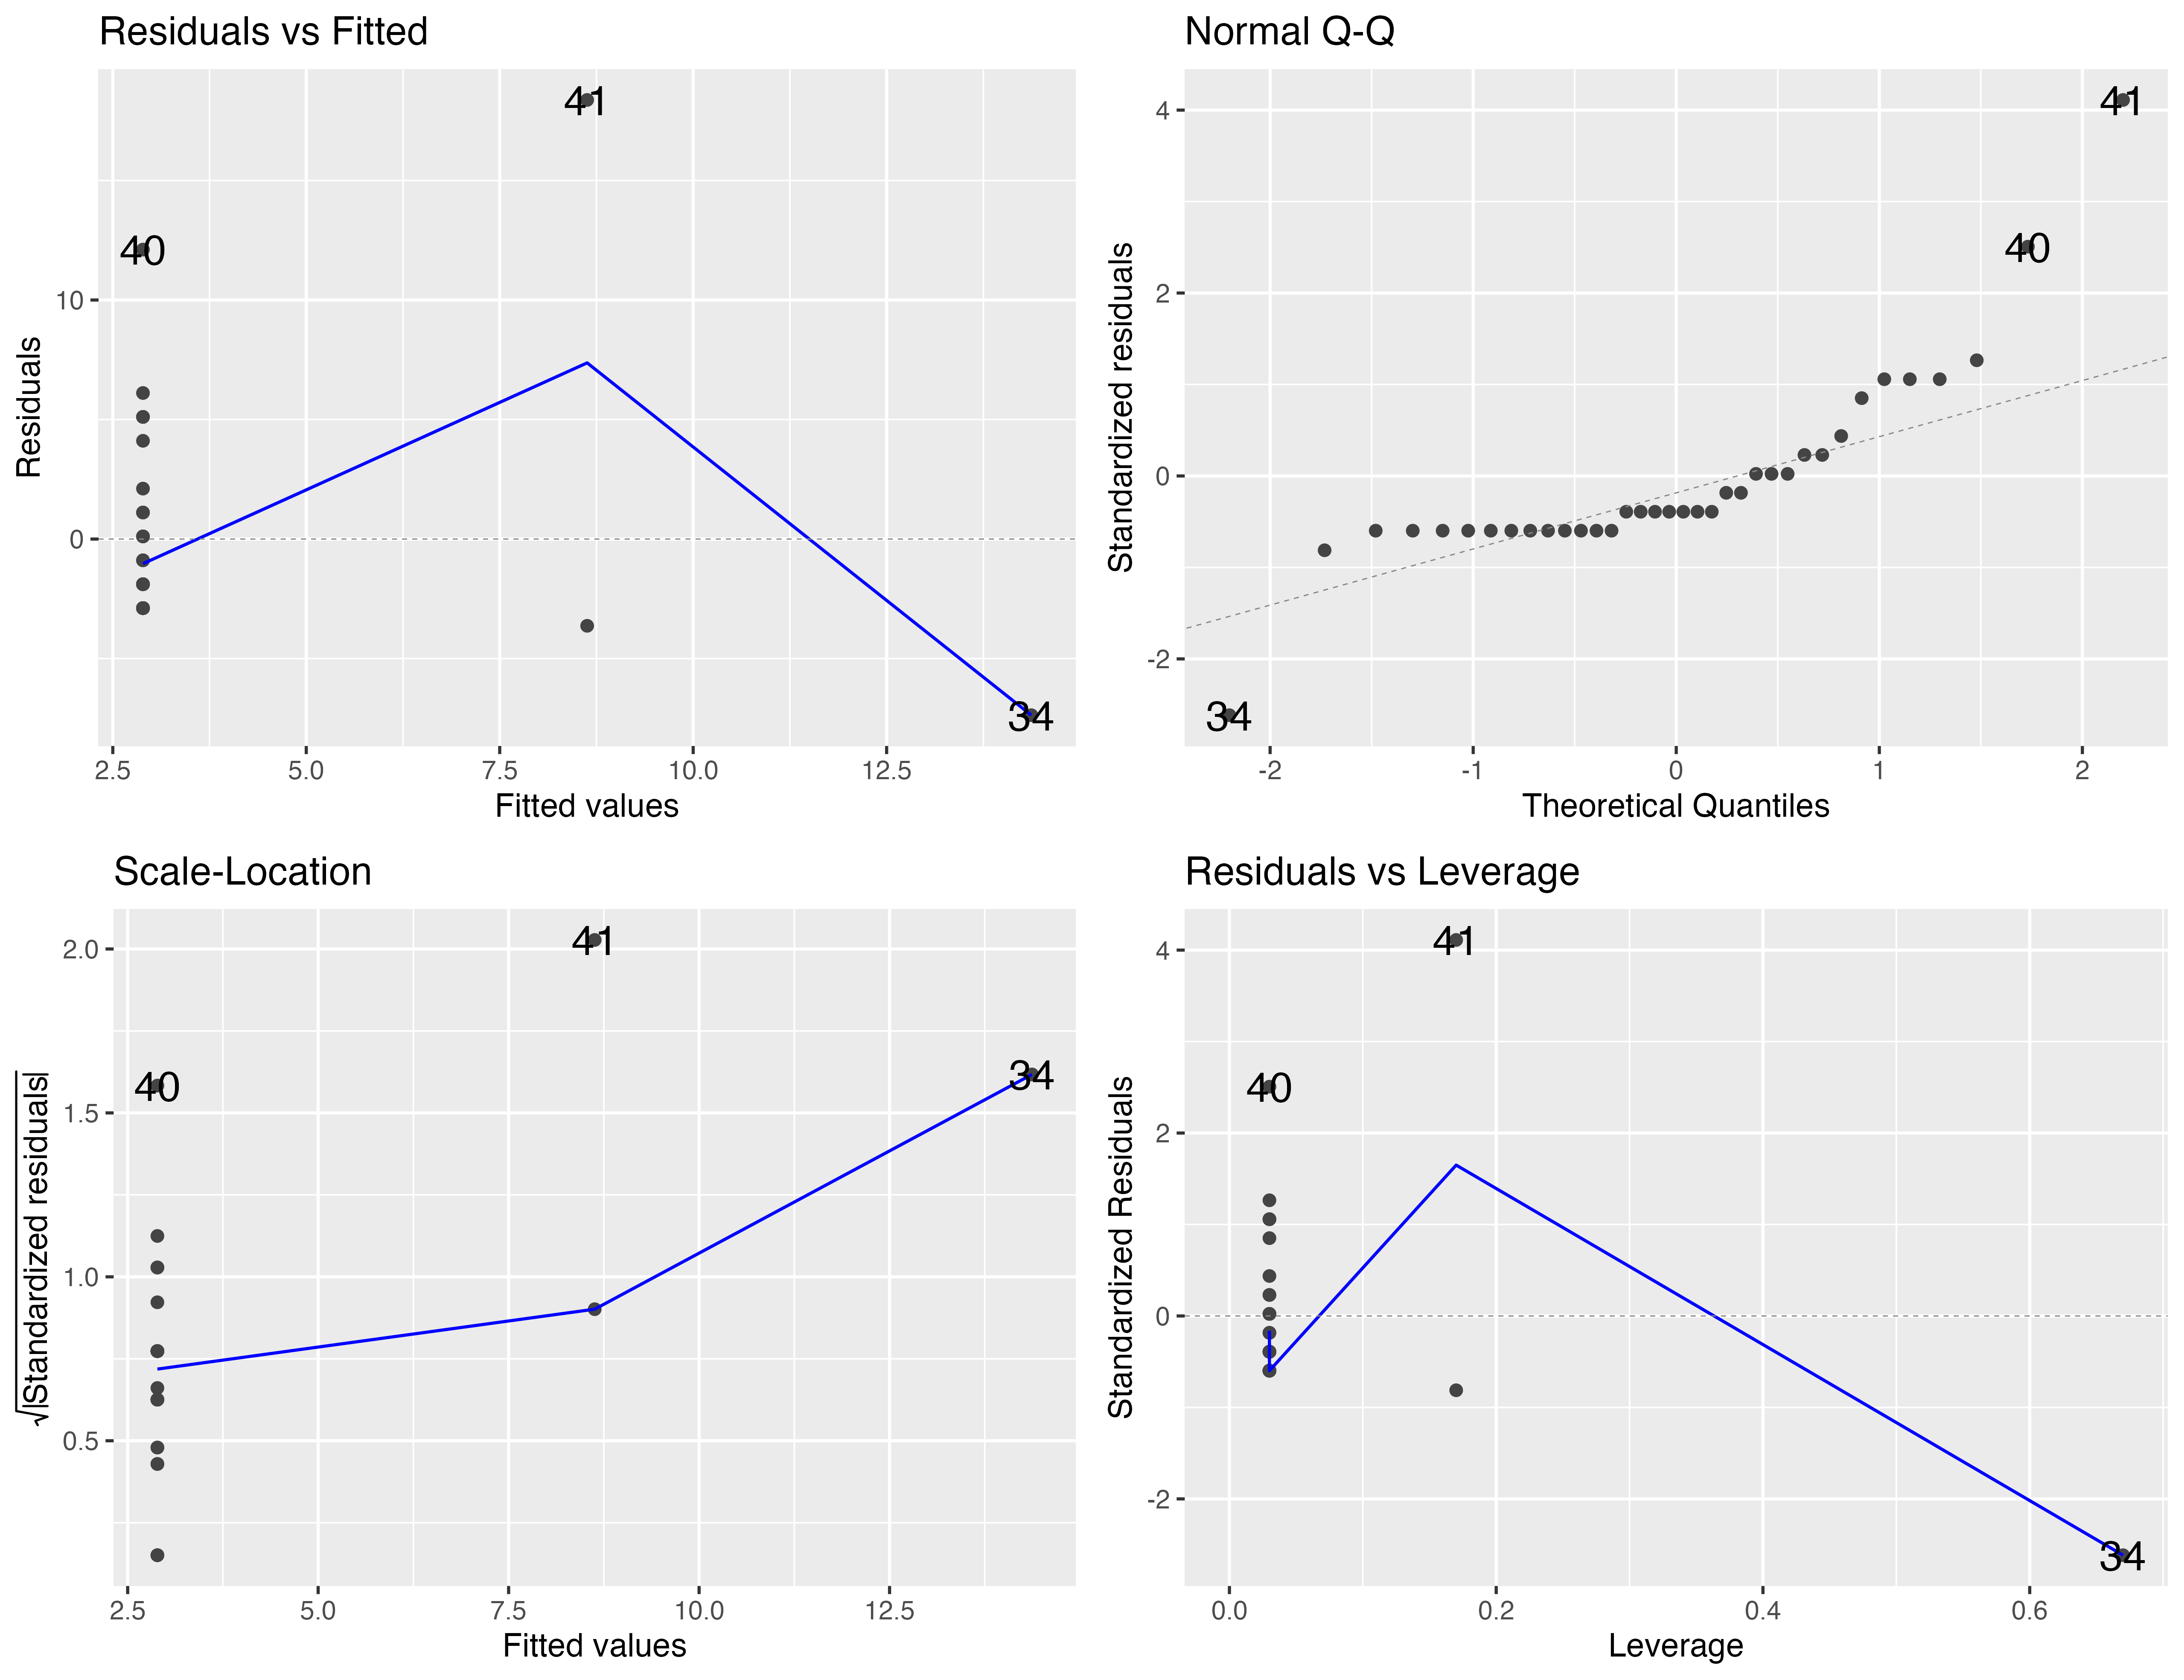 Residuals vs Fitted
41
40
10
0
34
Residuals
2.5 5.0 7.5 10.0 12.5
Fitted values
Normal Q-Q
41
4
40
2
0
-2
34
Standardized residuals
-2 -1 0 1 2
Theoretical Quantiles
Scale-Location
41
2.0
40
34
1.5
1.0
0.5
√|Standardized residuals|
2.5 5.0 7.5 10.0 12.5
Fitted values
Residuals vs Leverage
41
4
40
2
0
-2
34
Standardized Residuals
0.0 0.2 0.4 0.6
Leverage